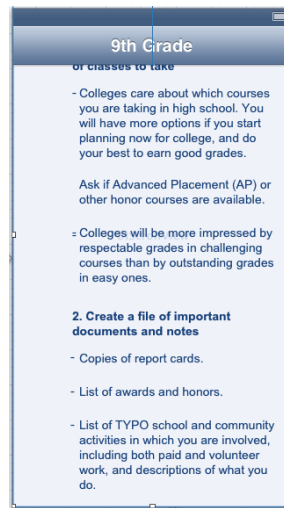 9th Grade
of classes to take
- Colleges care about which courses
you are taking in high school. You
will have more options if you start
planning now for college, and do
your best to earn good grades.
Ask if Advanced Placement (AP) or
other honor courses are available.
= Colleges will be more impressed by
respectable grades in challenging
courses than by outstanding grades
in easy ones.
2. Create a file of important
documents and notes
- Copies of report cards.
- List of awards and honors.
- List of TYPO school and community
activities in which you are involved,
including both paid and volunteer
work, and descriptions of what you
do.